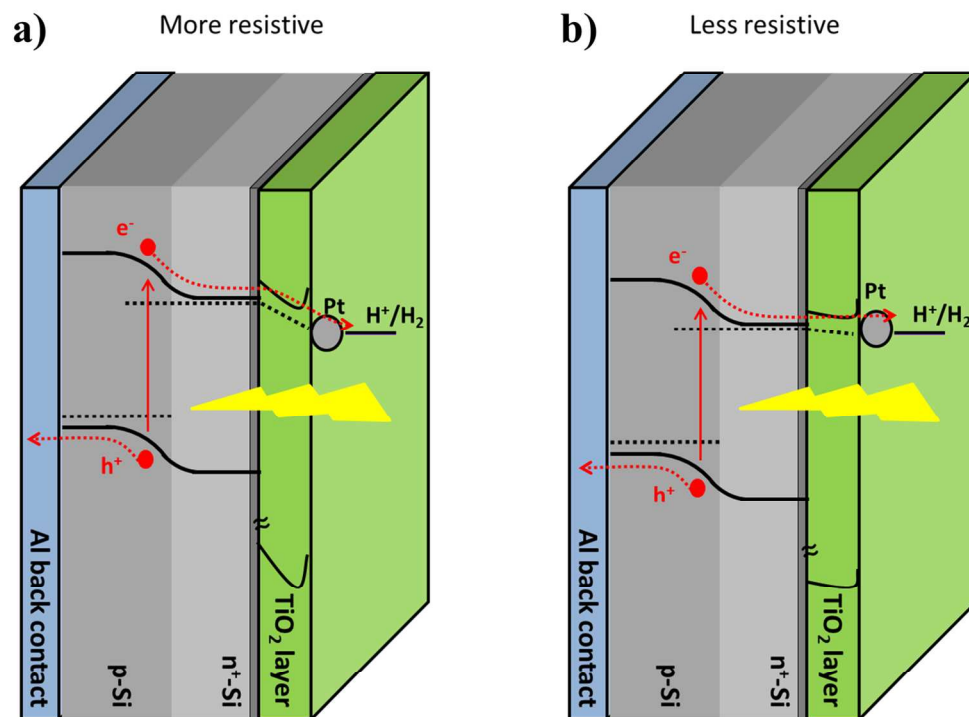 a)
More resistive
e⁻
Pt
H⁺/H₂
h⁺
Al back contact
p-Si
n⁺-Si
TiO₂ layer
b)
Less resistive
e⁻
Pt
H⁺/H₂
h⁺
Al back contact
p-Si
n⁺-Si
TiO₂ layer